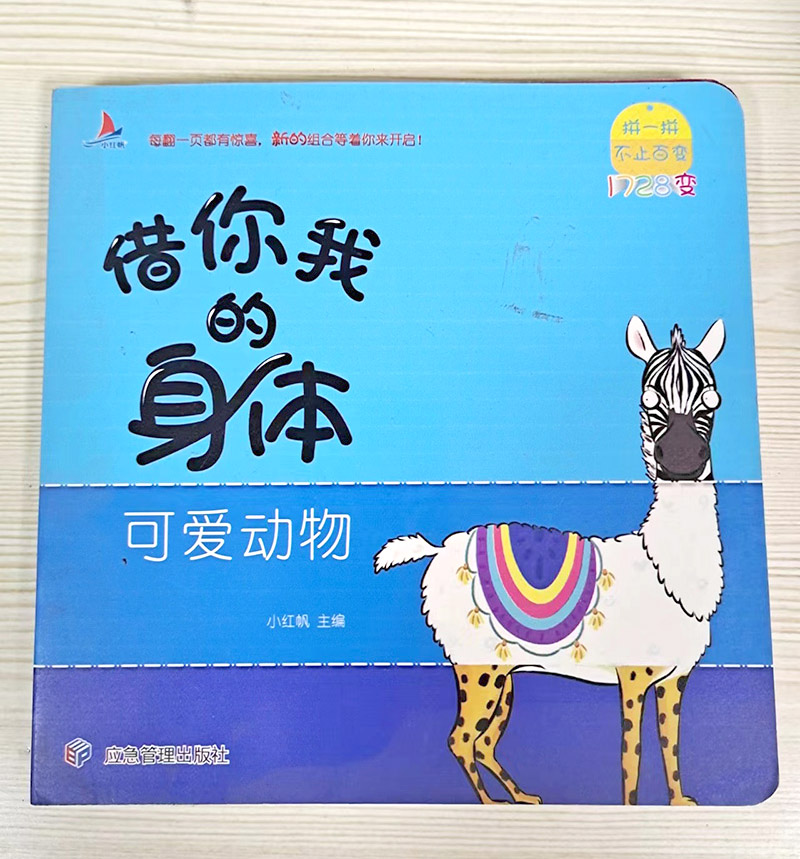 小红帆
每翻一页都有惊喜，新的组合等着你来开启！
拼一拼
不止百变
1728变
借你我
的
身体
可爱动物
小红帆 主编
应急管理出版社